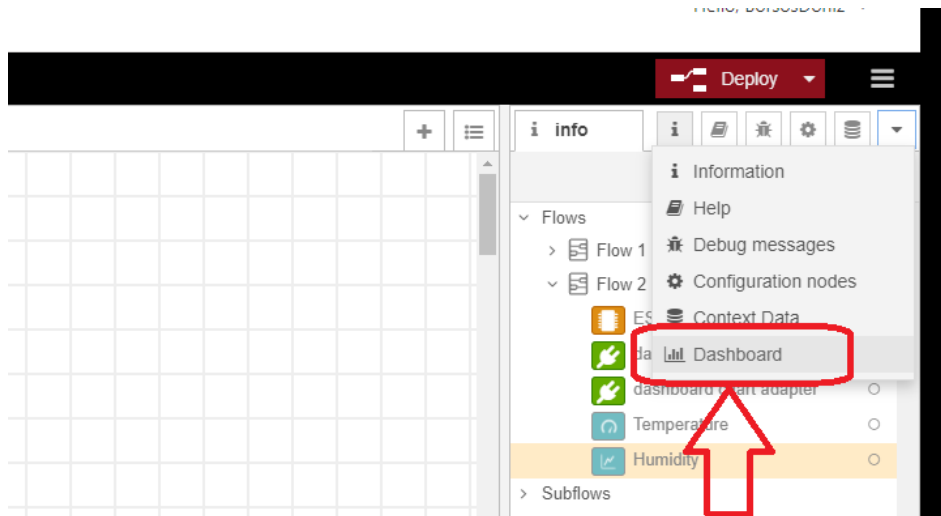 Deploy
info
Information
Help
Debug messages
Configuration nodes
Context Data
Dashboard
Flows
Flow 1
Flow 2
dashboard chart adapter
Temperature
Humidity
Subflows